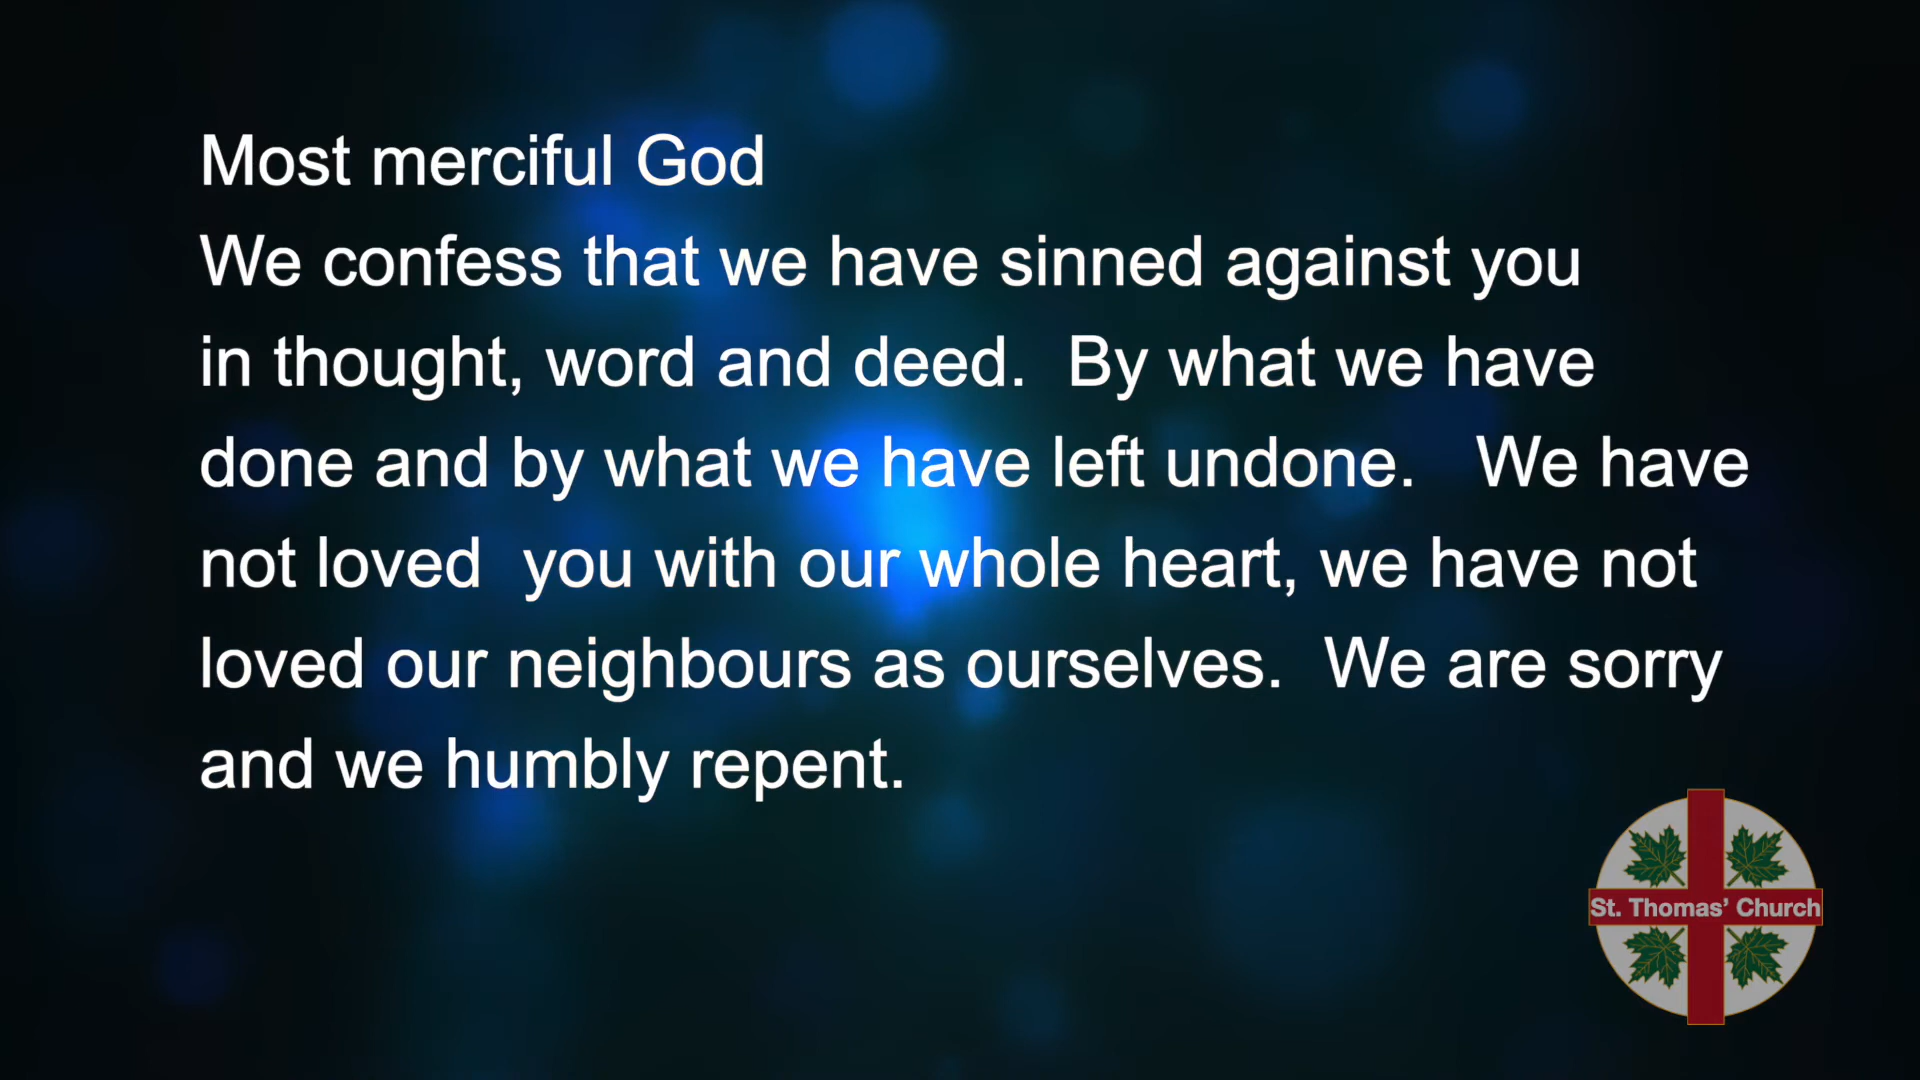 Most merciful God
We confess that we have sinned against you
in thought, word and deed.  By what we have
done and by what we have left undone.   We have
not loved  you with our whole heart, we have not
loved our neighbours as ourselves.  We are sorry
and we humbly repent.
St. Thomas’ Church